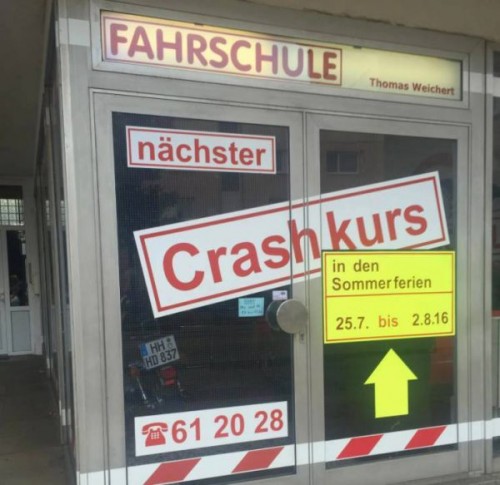 FAHRSCHULE
Thomas Weichert
nächster
Crashkurs
in den
Sommerferien
25.7. bis 2.8.16
HH
HD 837
☎61 20 28